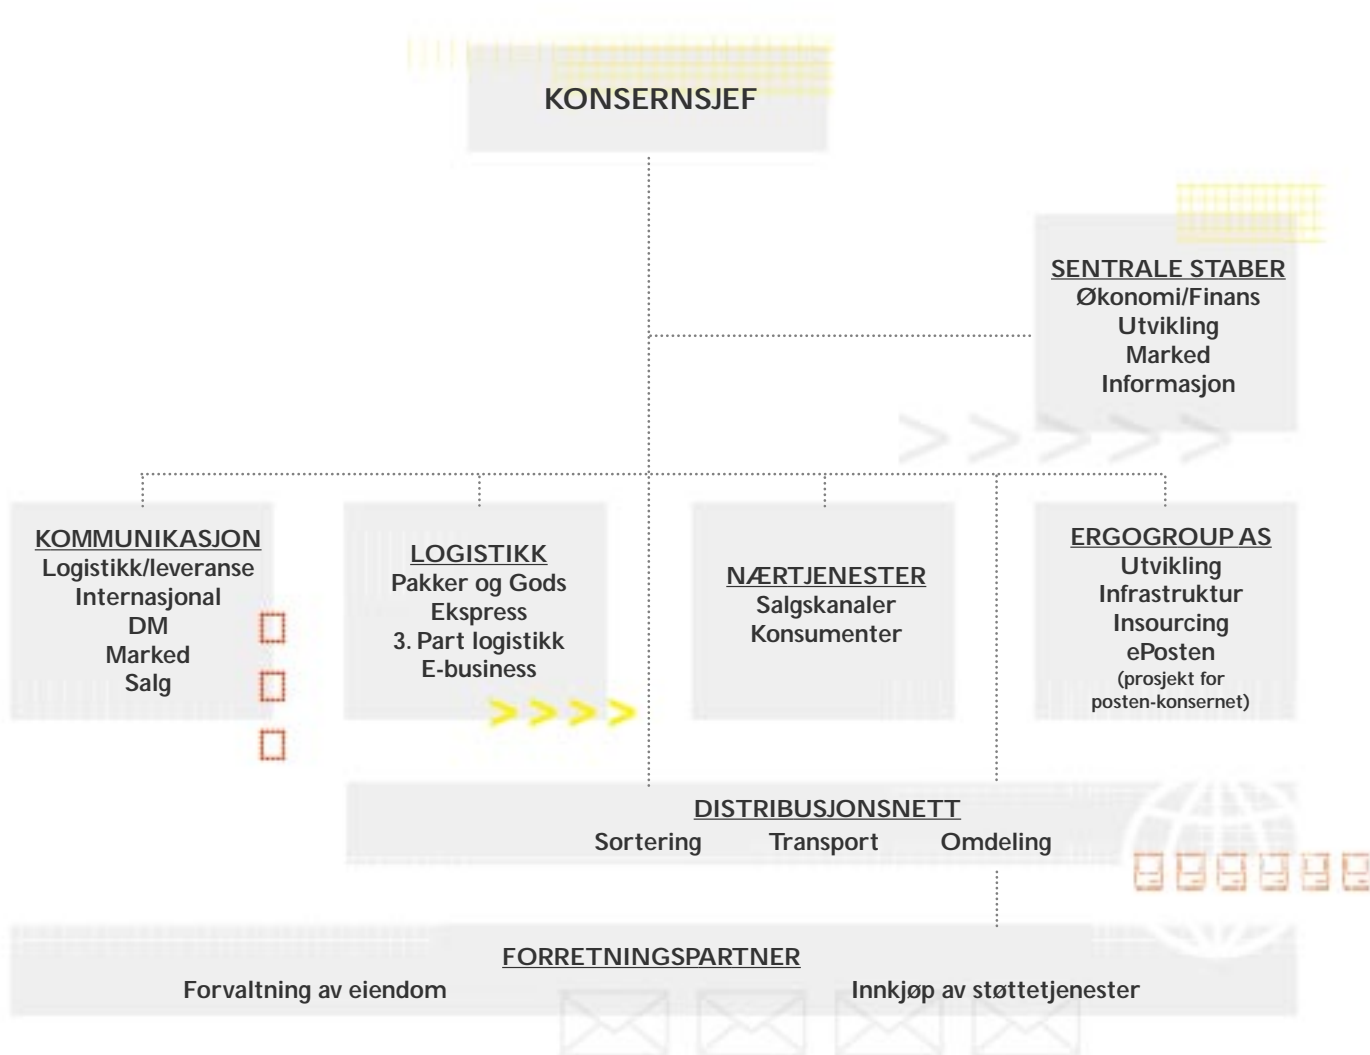 KONSERNSJEF
SENTRALE STABER
Økonomi/Finans
Utvikling
Marked
Informasjon
KOMMUNIKASJON
Logistikk/leveranse
Internasjonal
DM
Marked
Salg
LOGISTIKK
Pakker og Gods
Ekspress
3. Part logistikk
E-business
NÆRTJENESTER
Salgskanaler
Konsumenter
ERGOGROUP AS
Utvikling
Infrastruktur
Insourcing
ePosten
(prosjekt for
posten-konsernet)
DISTRIBUSJONSNETT
Sortering Transport Omdeling
FORRETNINGSPARTNER
Forvaltning av eiendom Innkjøp av støttetjenester